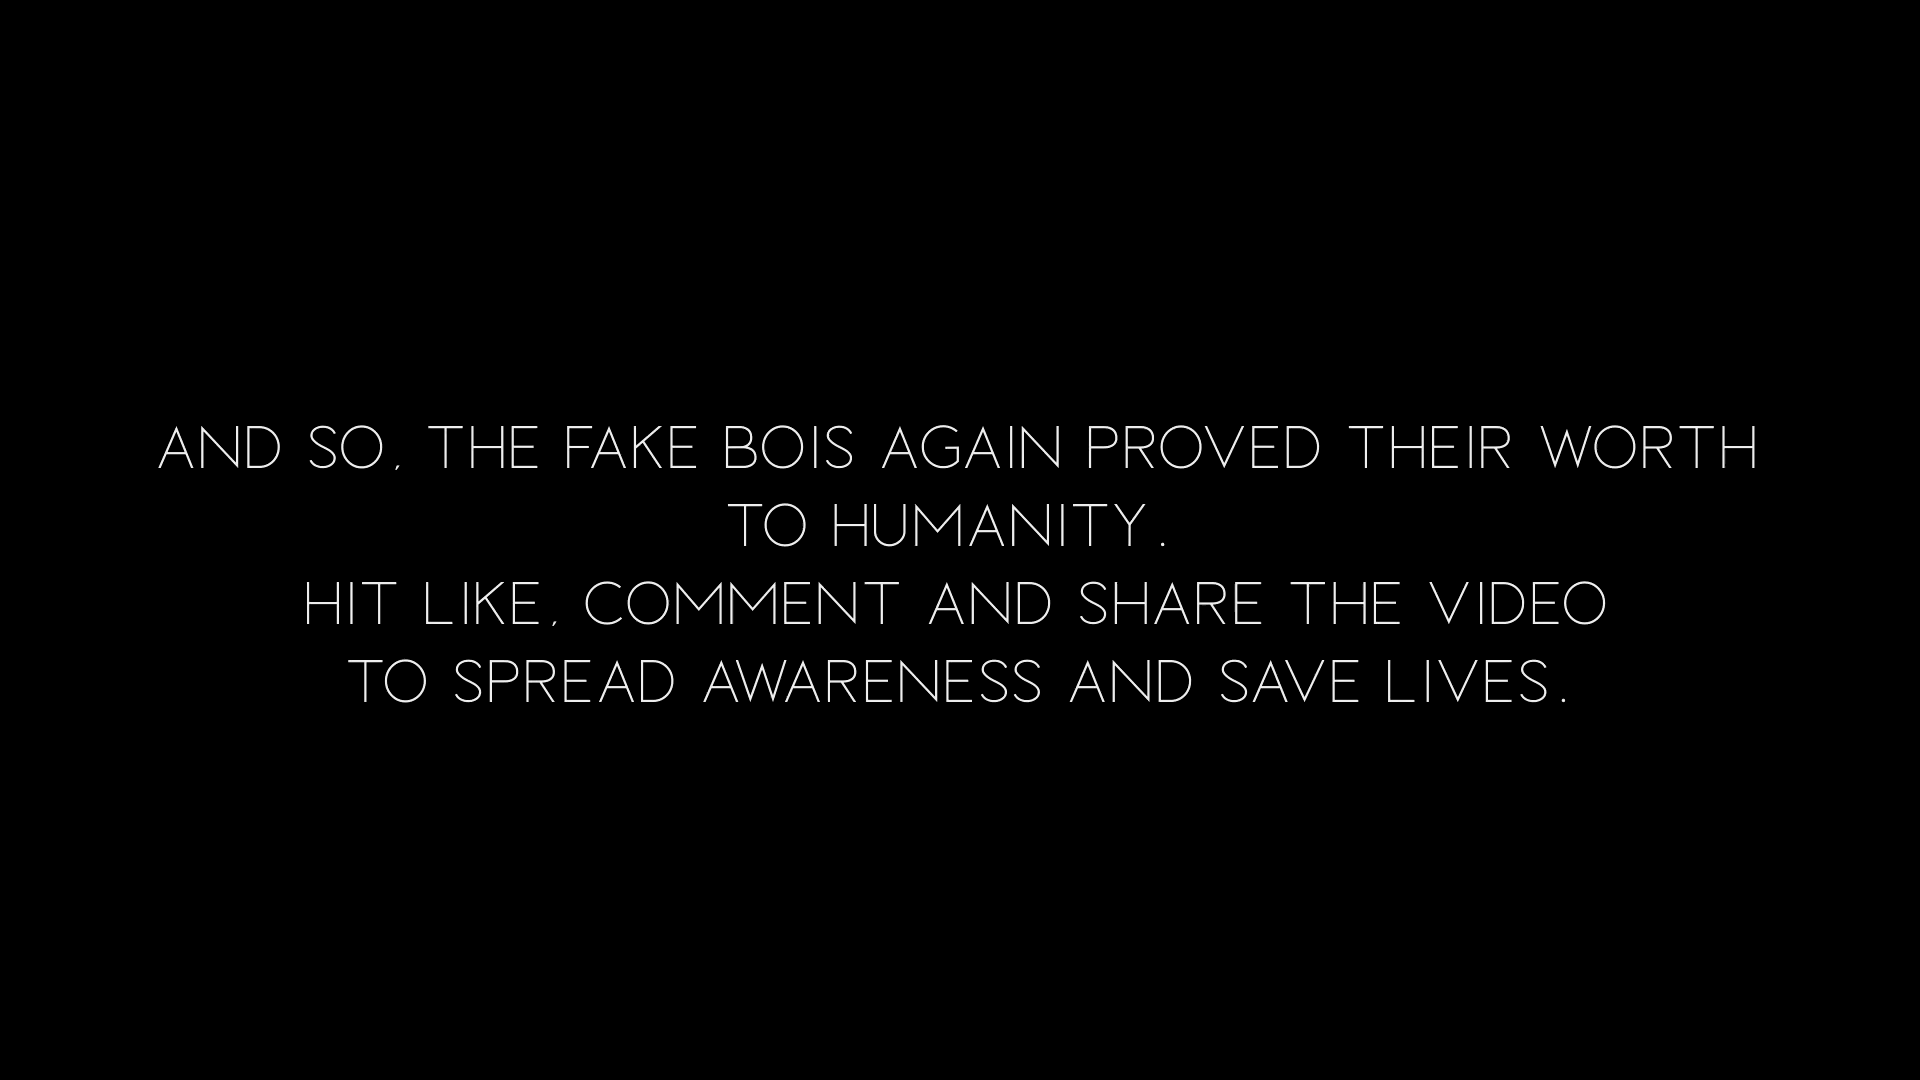 AND SO, THE FAKE BOIS AGAIN PROVED THEIR WORTH
TO HUMANITY.
HIT LIKE, COMMENT AND SHARE THE VIDEO
TO SPREAD AWARENESS AND SAVE LIVES.